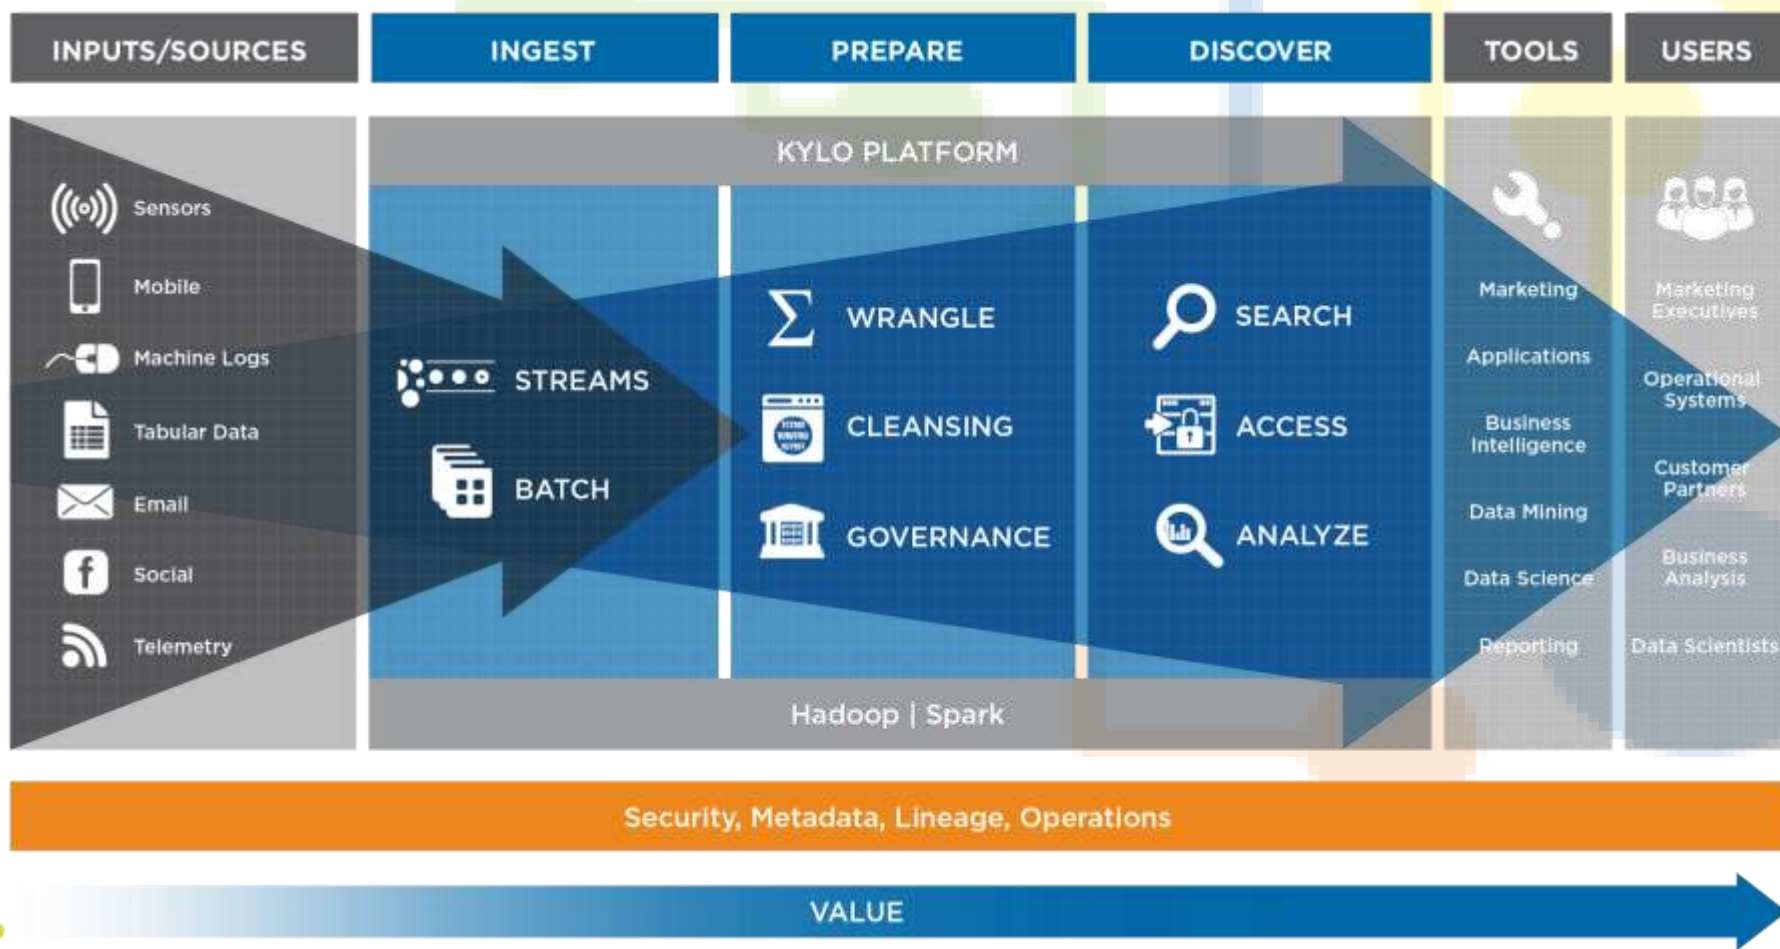 INPUTS/SOURCES
INGEST
PREPARE
DISCOVER
TOOLS
USERS
KYLO PLATFORM
Sensors
Mobile
Machine Logs
Tabular Data
Email
Social
Telemetry
STREAMS
BATCH
WRANGLE
CLEANSING
GOVERNANCE
SEARCH
ACCESS
ANALYZE
Marketing
Applications
Business
Intelligence
Data Mining
Data Science
Reporting
Marketing
Executives
Operational
Systems
Customer
Partners
Business
Analysis
Data Scientists
Hadoop | Spark
Security, Metadata, Lineage, Operations
VALUE